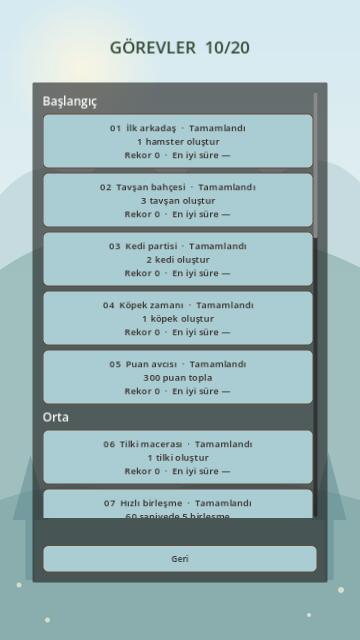 GÖREVLER 10/20
Başlangıç
01 İlk arkadaş · Tamamlandı
1 hamster oluştur
Rekor 0 · En iyi süre —
02 Tavşan bahçesi · Tamamlandı
3 tavşan oluştur
Rekor 0 · En iyi süre —
03 Kedi partisi · Tamamlandı
2 kedi oluştur
Rekor 0 · En iyi süre —
04 Köpek zamanı · Tamamlandı
1 köpek oluştur
Rekor 0 · En iyi süre —
05 Puan avcısı · Tamamlandı
300 puan topla
Rekor 0 · En iyi süre —
Orta
06 Tilki macerası · Tamamlandı
1 tilki oluştur
Rekor 0 · En iyi süre —
07 Hızlı birleşme · Tamamlandı
60 saniyede 5 birleşme
Geri